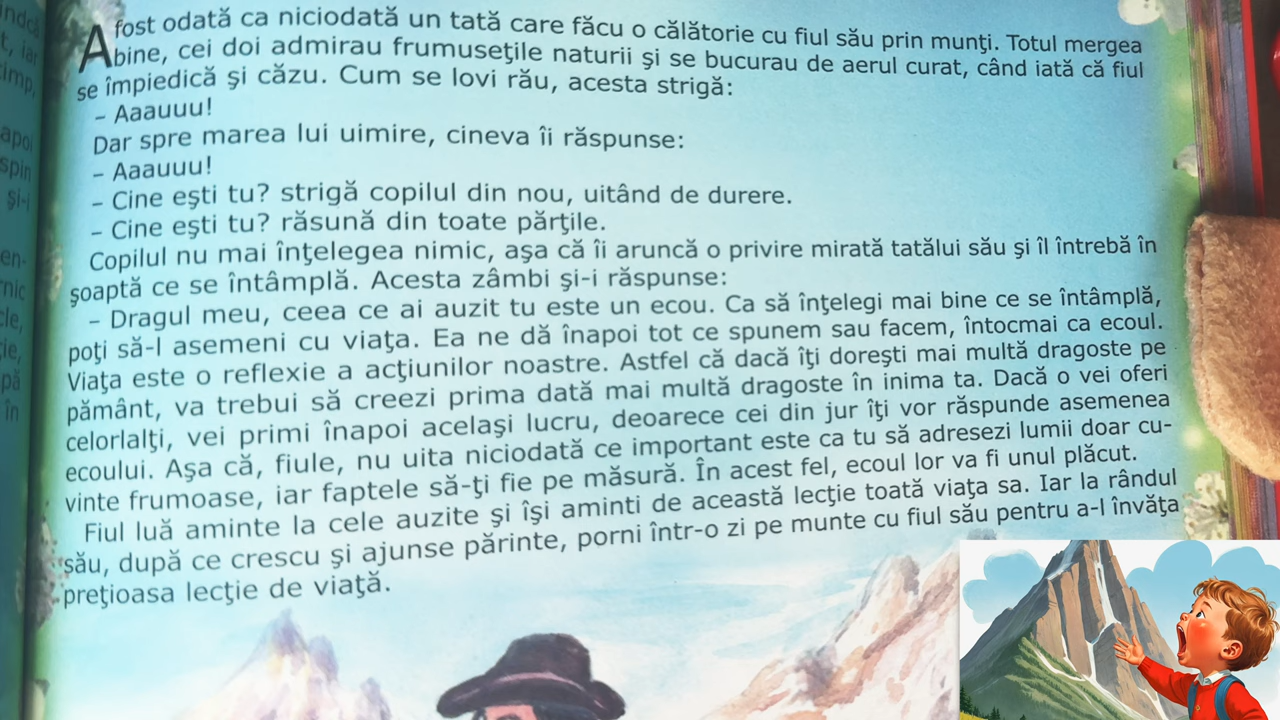 A fost odată ca niciodată un tată care făcu o călătorie cu fiul său prin munţi. Totul mergea
bine, cei doi admirau frumuseţile naturii şi se bucurau de aerul curat, când iată că fiul
se împiedică şi căzu. Cum se lovi rău, acesta strigă:
– Aaauuu!
Dar spre marea lui uimire, cineva îi răspunse:
– Aaauuu!
– Cine eşti tu? strigă copilul din nou, uitând de durere.
– Cine eşti tu? răsună din toate părţile.
Copilul nu mai înţelegea nimic, aşa că îi aruncă o privire mirată tatălui său şi îl întrebă în
şoaptă ce se întâmplă. Acesta zâmbi şi-i răspunse:
– Dragul meu, ceea ce ai auzit tu este un ecou. Ca să înţelegi mai bine ce se întâmplă,
poţi să-l asemeni cu viaţa. Ea ne dă înapoi tot ce spunem sau facem, întocmai ca ecoul.
Viaţa este o reflexie a acţiunilor noastre. Astfel că dacă îţi doreşti mai multă dragoste pe
pământ, va trebui să creezi prima dată mai multă dragoste în inima ta. Dacă o vei oferi
celorlalţi, vei primi înapoi acelaşi lucru, deoarece cei din jur îţi vor răspunde asemenea
ecoului. Aşa că, fiule, nu uita niciodată ce important este ca tu să adresezi lumii doar cu-
vinte frumoase, iar faptele să-ţi fie pe măsură. În acest fel, ecoul lor va fi unul plăcut.
Fiul luă aminte la cele auzite şi îşi aminti de această lecţie toată viaţa sa. Iar la rândul
său, după ce crescu şi ajunse părinte, porni într-o zi pe munte cu fiul său pentru a-l învăţa
preţioasa lecţie de viaţă.